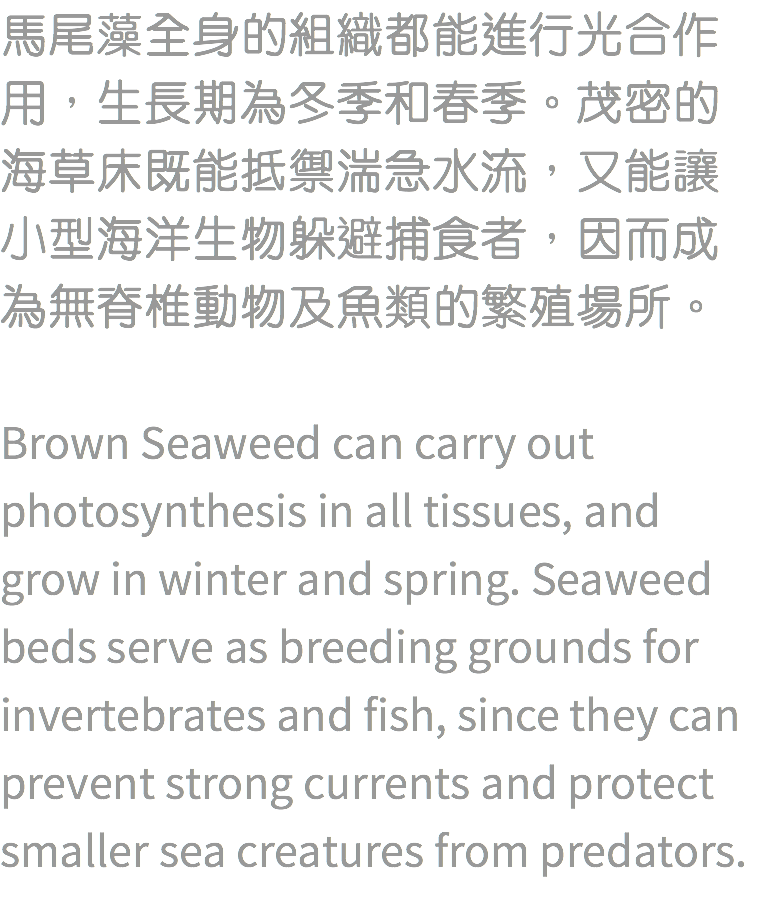 馬尾藻全身的組織都能進行光合作
用，生長期為冬季和春季。茂密的
海草床既能抵禦湍急水流，又能讓
小型海洋生物躲避捕食者，因而成
為無脊椎動物及魚類的繁殖場所。
Brown Seaweed can carry out
photosynthesis in all tissues, and
grow in winter and spring. Seaweed
beds serve as breeding grounds for
invertebrates and fish, since they can
prevent strong currents and protect
smaller sea creatures from predators.